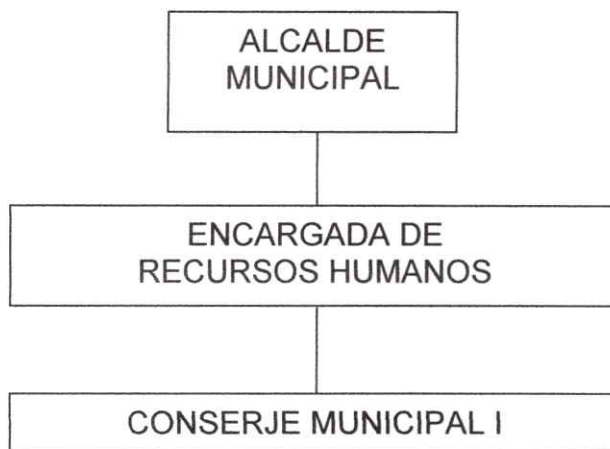 ALCALDE
MUNICIPAL
ENCARGADA DE
RECURSOS HUMANOS
CONSERJE MUNICIPAL I